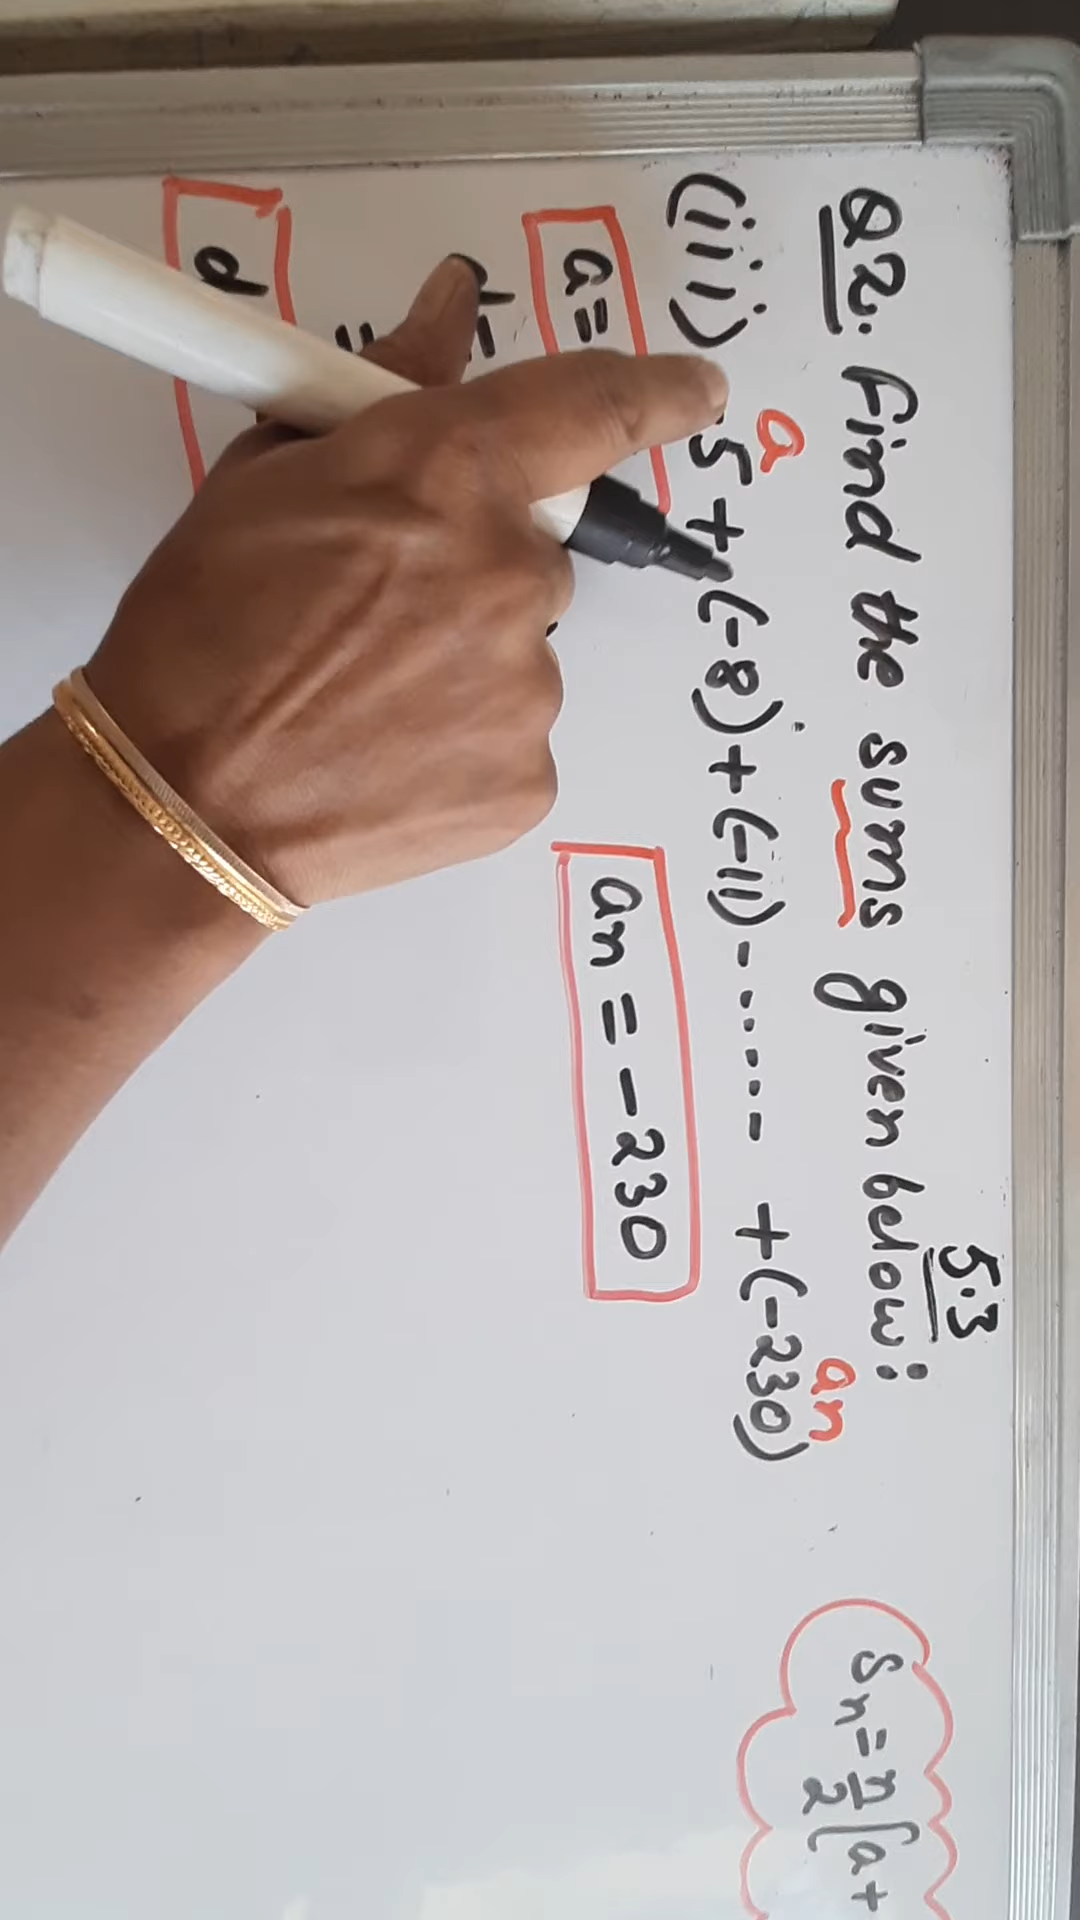 5.3
Q2. Find the sums given below:
a an
(iii) -5 + (-8) + (-11) - ...... + (-230)
Sn = n/2 [a +
a = an = -230
d =
=
d